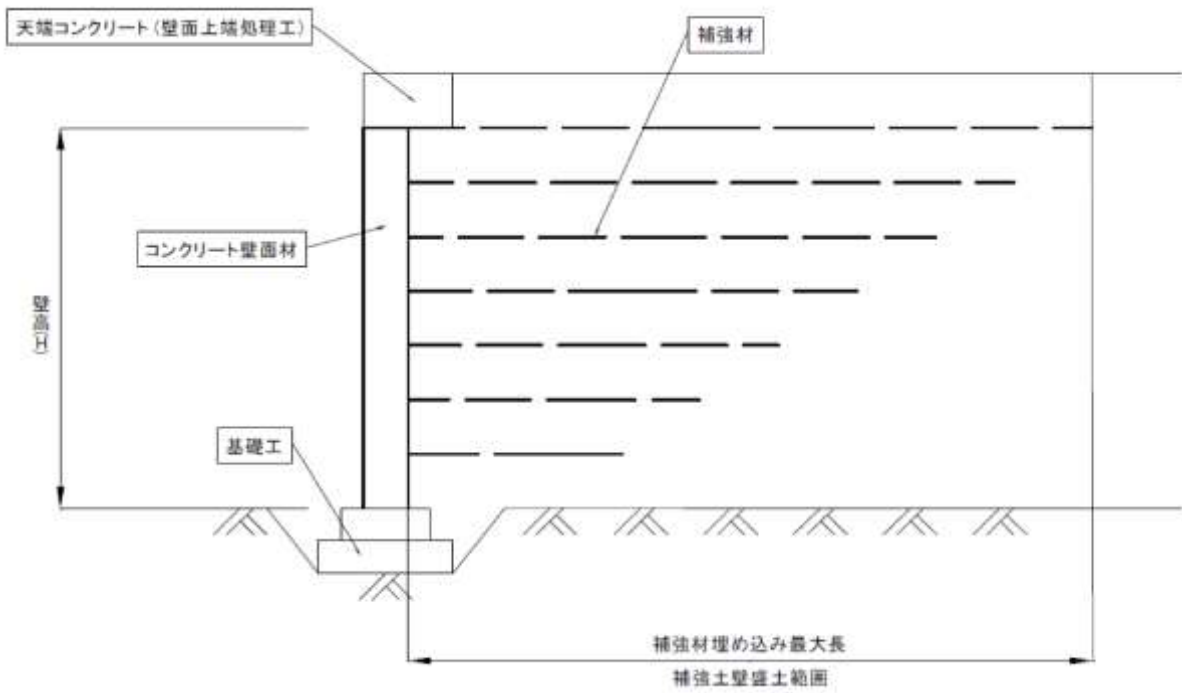 天端コンクリート(壁面上端処理工)
補強材
コンクリート壁面材
壁高(H)
基礎工
補強材埋め込み最大長
補強土壁盛土範囲